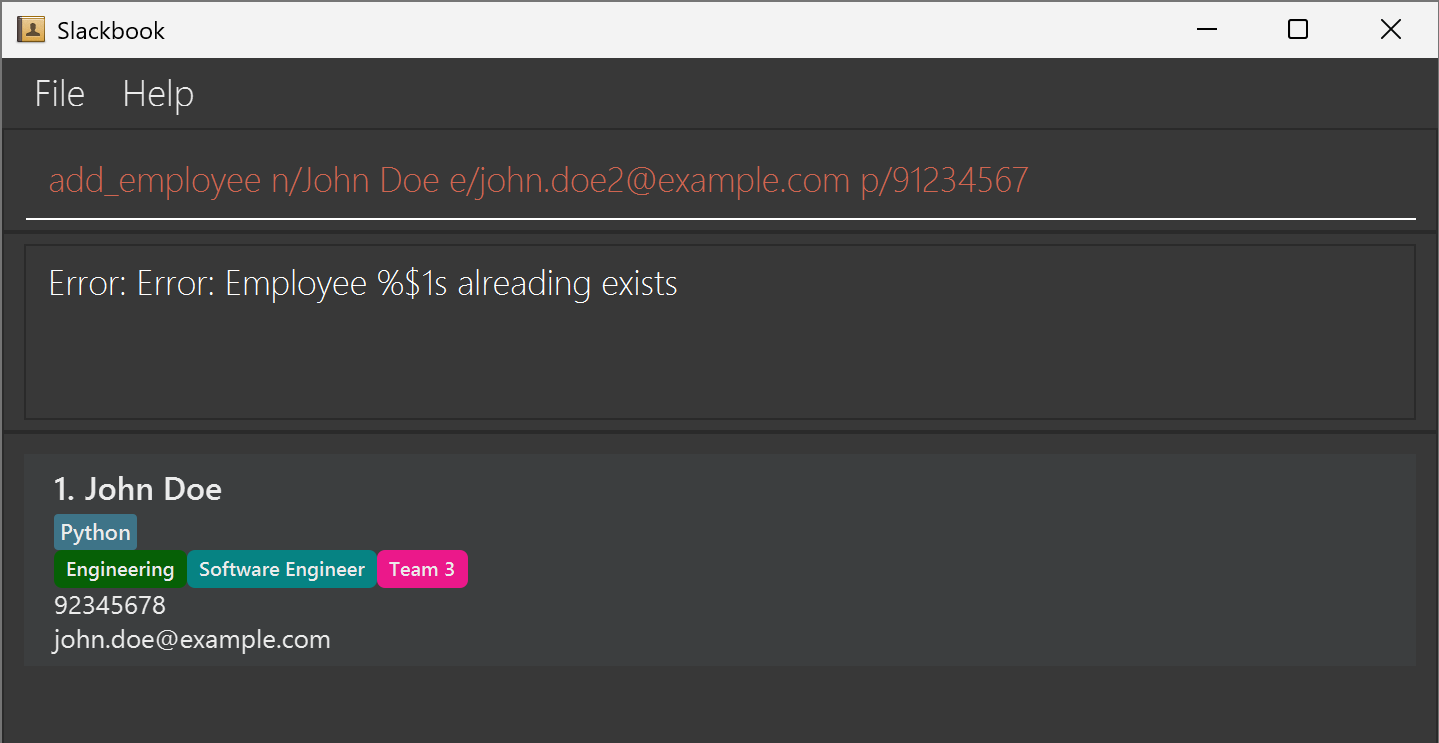 Slackbook
File Help
add_employee n/John Doe e/john.doe2@example.com p/91234567
Error: Error: Employee %$1s alreading exists
1. John Doe
Python
Engineering Software Engineer Team 3
92345678
john.doe@example.com